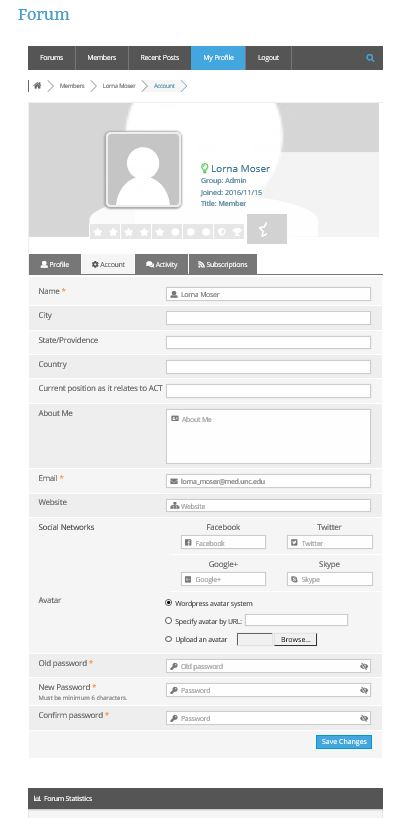 Forum
Forums Members Recent Posts My Profile Logout
Members Lorna Moser Account
Lorna Moser
Group: Admin
Joined: 2016/11/15
Title: Member
Profile Account Activity Subscriptions
Name * Lorna Moser
City
State/Providence
Country
Current position as it relates to ACT
About Me About Me
Email * lorna_moser@med.unc.edu
Website Website
Social Networks Facebook Twitter
Facebook Twitter
Google+ Skype
Google+ Skype
Avatar Wordpress avatar system
Specify avatar by URL:
Upload an avatar Browse...
Old password * Old password
New Password * Password
Must be minimum 6 characters.
Confirm password * Password
Save Changes
Forum Statistics